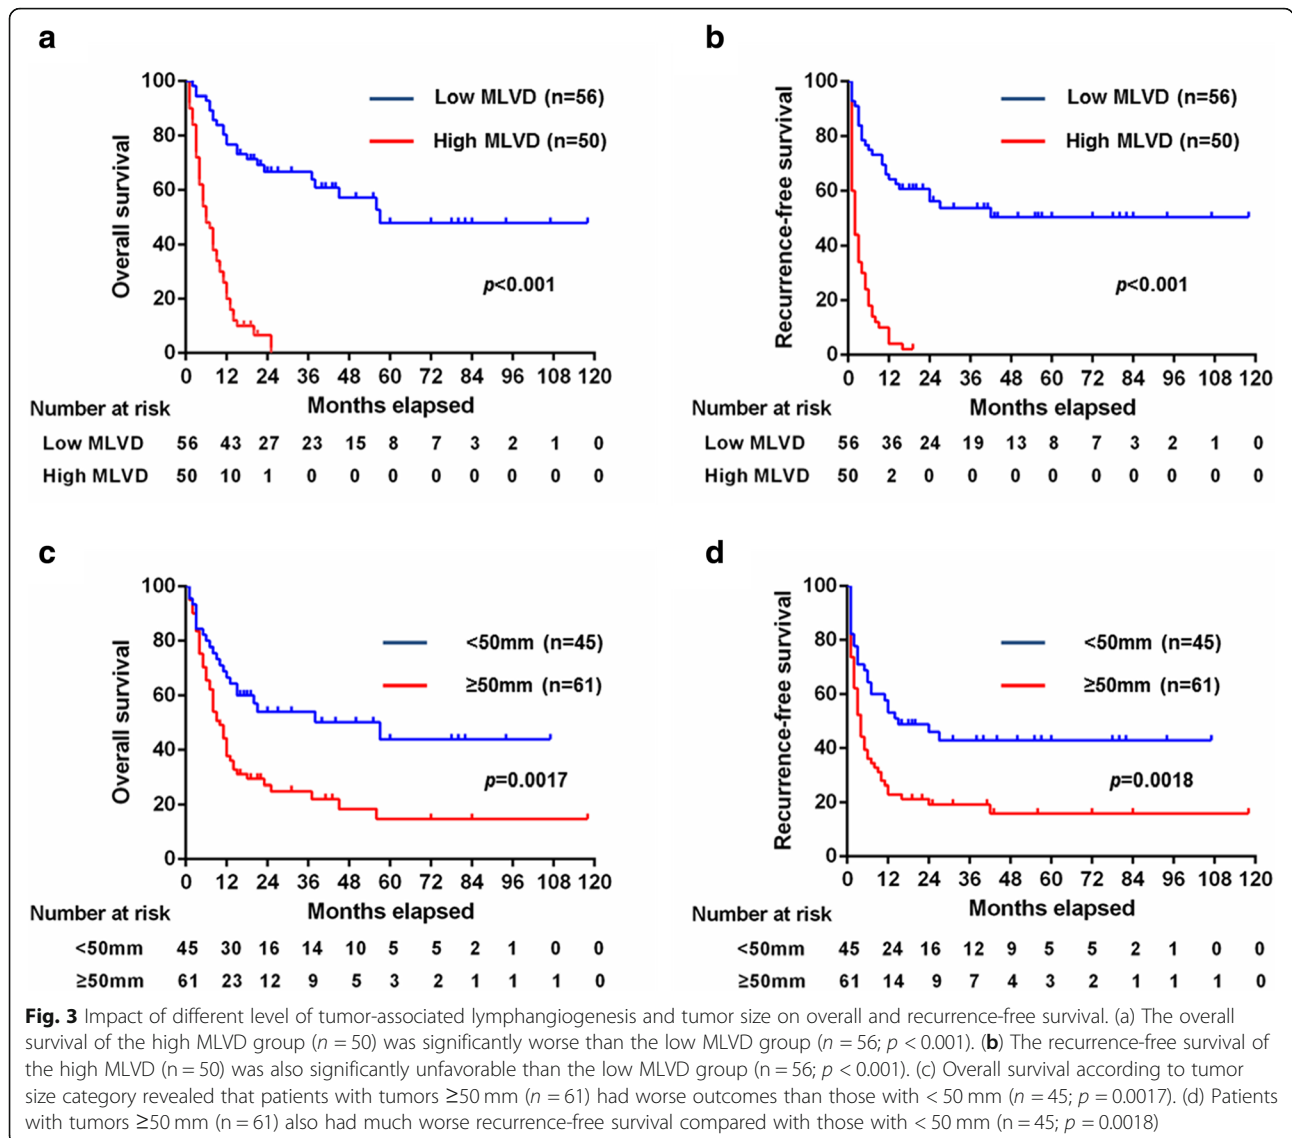 a
100
80
60
40
20
0
Overall survival
Low MLVD (n=56)
High MLVD (n=50)
p<0.001
0 12 24 36 48 60 72 84 96 108 120
Months elapsed
Number at risk
Low MLVD 56 43 27 23 15 8 7 3 2 1 0
High MLVD 50 10 1 0 0 0 0 0 0 0 0
b
100
80
60
40
20
0
Recurrence-free survival
Low MLVD (n=56)
High MLVD (n=50)
p<0.001
0 12 24 36 48 60 72 84 96 108 120
Months elapsed
Number at risk
Low MLVD 56 36 24 19 13 8 7 3 2 1 0
High MLVD 50 2 0 0 0 0 0 0 0 0 0
c
100
80
60
40
20
0
Overall survival
<50mm (n=45)
≥50mm (n=61)
p=0.0017
0 12 24 36 48 60 72 84 96 108 120
Months elapsed
Number at risk
<50mm 45 30 16 14 10 5 5 2 1 0 0
≥50mm 61 23 12 9 5 3 2 1 1 1 0
d
100
80
60
40
20
0
Recurrence-free survival
<50mm (n=45)
≥50mm (n=61)
p=0.0018
0 12 24 36 48 60 72 84 96 108 120
Months elapsed
Number at risk
<50mm 45 24 16 12 9 5 5 2 1 0 0
≥50mm 61 14 9 7 4 3 2 1 1 1 0
Fig. 3 Impact of different level of tumor-associated lymphangiogenesis and tumor size on overall and recurrence-free survival. (a) The overall
survival of the high MLVD group (n = 50) was significantly worse than the low MLVD group (n = 56; p < 0.001). (b) The recurrence-free survival of
the high MLVD (n = 50) was also significantly unfavorable than the low MLVD group (n = 56; p < 0.001). (c) Overall survival according to tumor
size category revealed that patients with tumors ≥50 mm (n = 61) had worse outcomes than those with < 50 mm (n = 45; p = 0.0017). (d) Patients
with tumors ≥50 mm (n = 61) also had much worse recurrence-free survival compared with those with < 50 mm (n = 45; p = 0.0018)